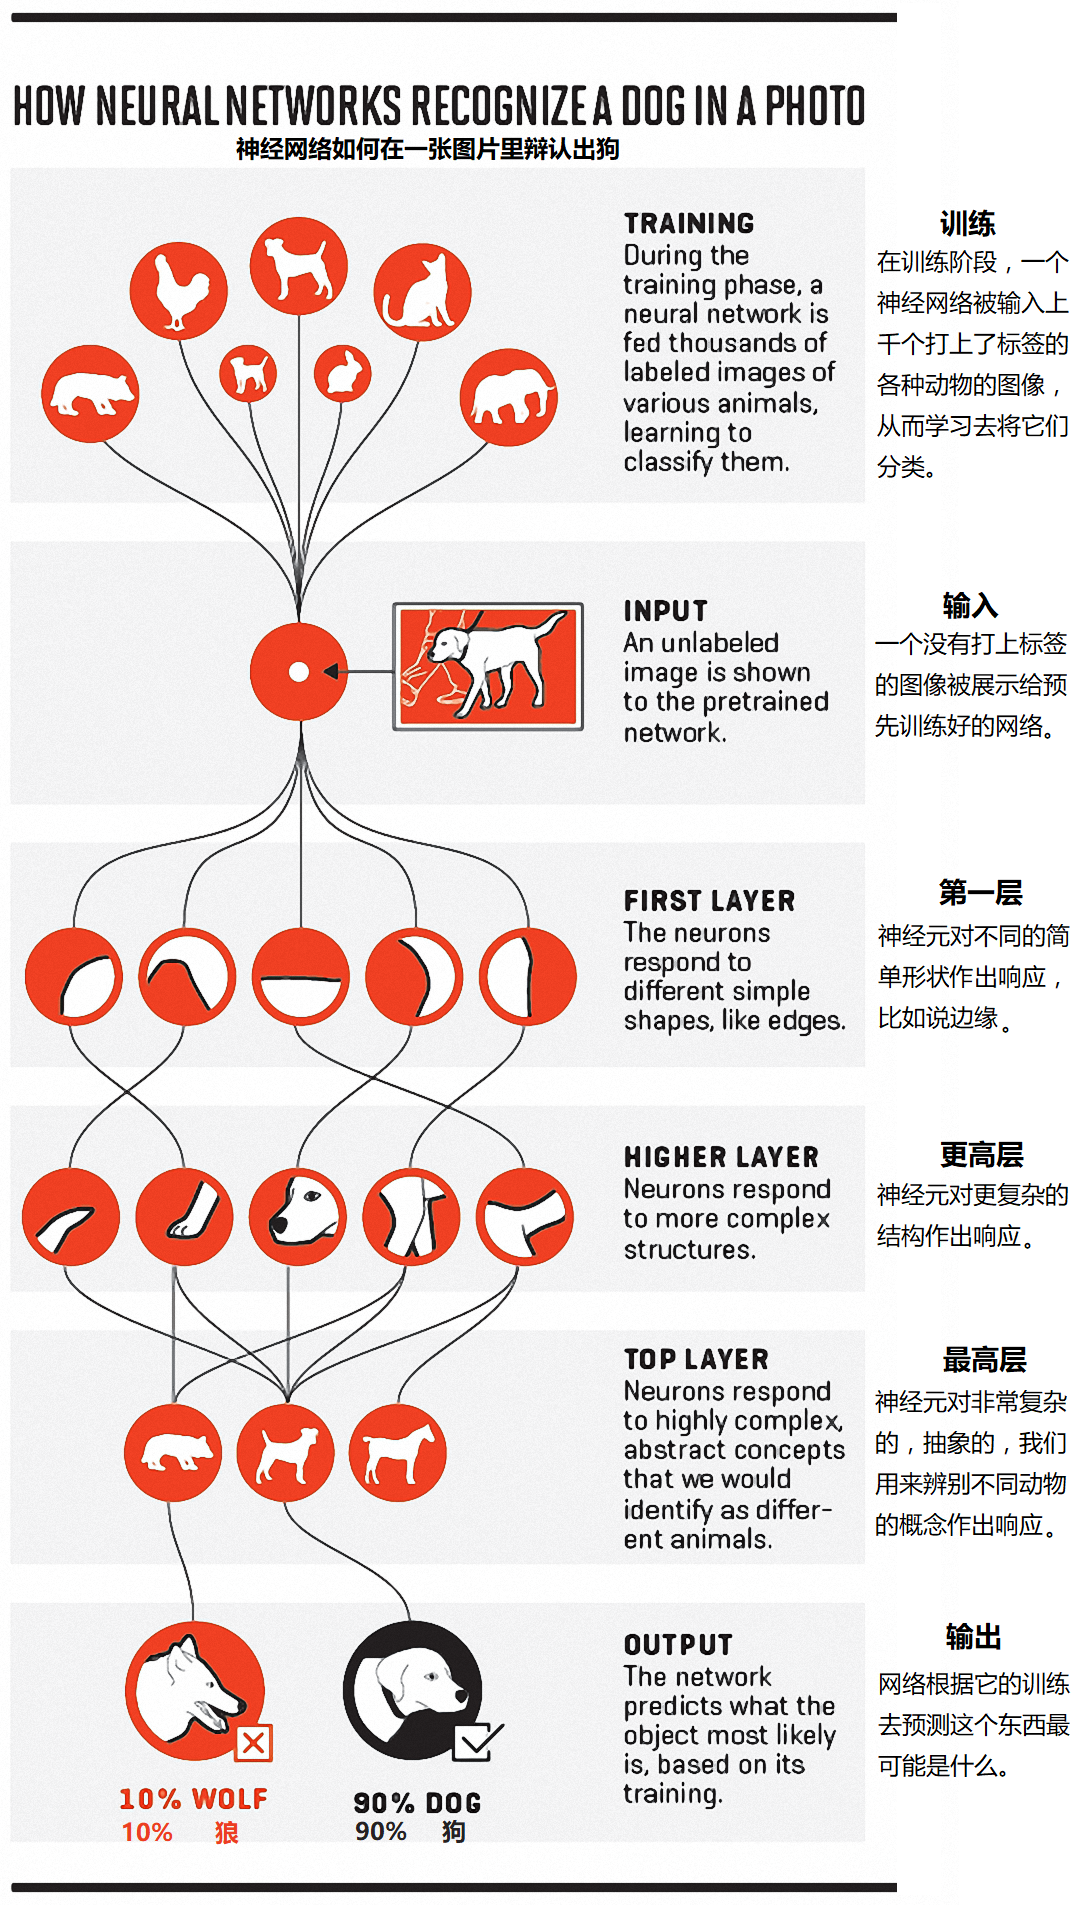 HOW NEURAL NETWORKS RECOGNIZE A DOG IN A PHOTO
神经网络如何在一张图片里辩认出狗
TRAINING
During the
training phase, a
neural network is
fed thousands of
labeled images of
various animals,
learning to
classify them.
训练
在训练阶段，一个
神经网络被输入上
千个打上了标签的
各种动物的图像，
从而学习去将它们
分类。
INPUT
An unlabeled
image is shown
to the pretrained
network.
输入
一个没有打上标签
的图像被展示给预
先训练好的网络。
FIRST LAYER
The neurons
respond to
different simple
shapes, like edges.
第一层
神经元对不同的简
单形状作出响应，
比如说边缘。
HIGHER LAYER
Neurons respond
to more complex
structures.
更高层
神经元对更复杂的
结构作出响应。
TOP LAYER
Neurons respond
to highly complex,
abstract concepts
that we would
identify as differ-
ent animals.
最高层
神经元对非常复杂
的，抽象的，我们
用来辨别不同动物
的概念作出响应。
OUTPUT
The network
predicts what the
object most likely
is, based on its
training.
输出
网络根据它的训练
去预测这个东西最
可能是什么。
10% WOLF
10% 狼
90% DOG
90% 狗